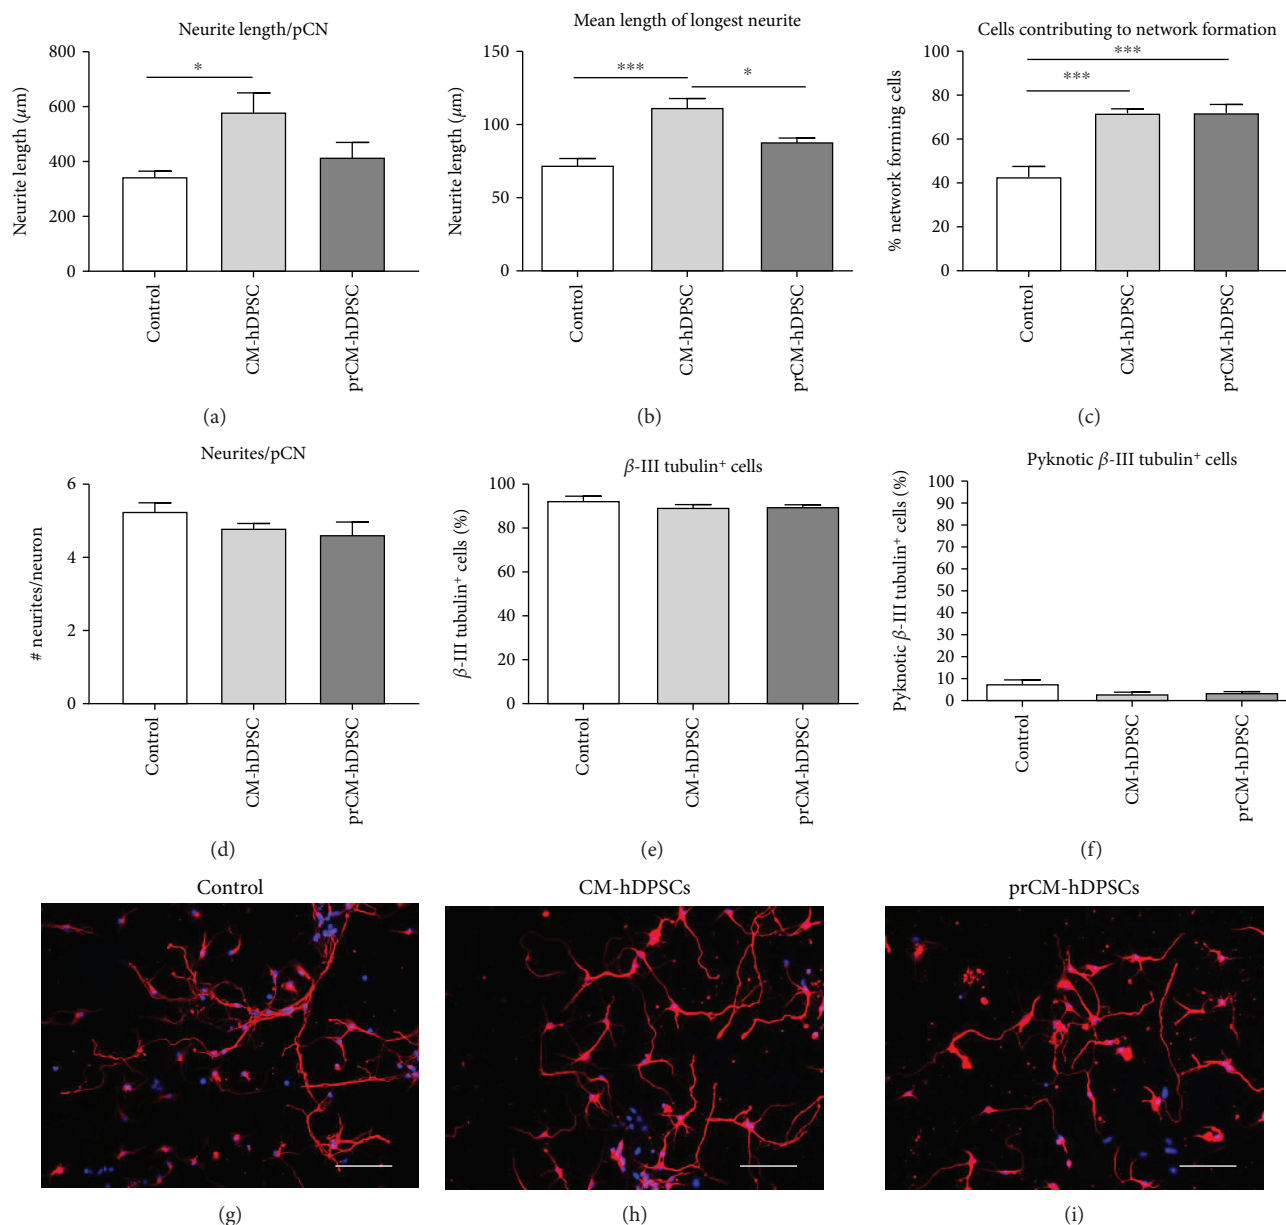 Neurite length/pCN
Neurite length (μm)
800
600
400
200
0
*
Control
CM-hDPSC
prCM-hDPSC
(a)
Mean length of longest neurite
Neurite length (μm)
150
100
50
0
***
*
Control
CM-hDPSC
prCM-hDPSC
(b)
Cells contributing to network formation
% network forming cells
100
80
60
40
20
0
***
***
Control
CM-hDPSC
prCM-hDPSC
(c)
Neurites/pCN
# neurites/neuron
6
4
2
0
Control
CM-hDPSC
prCM-hDPSC
(d)
β-III tubulin⁺ cells
β-III tubulin⁺ cells (%)
100
80
60
40
20
0
Control
CM-hDPSC
prCM-hDPSC
(e)
Pyknotic β-III tubulin⁺ cells
Pyknotic β-III tubulin⁺ cells (%)
100
90
80
70
60
50
40
30
20
10
0
Control
CM-hDPSC
prCM-hDPSC
(f)
Control
(g)
CM-hDPSCs
(h)
prCM-hDPSCs
(i)